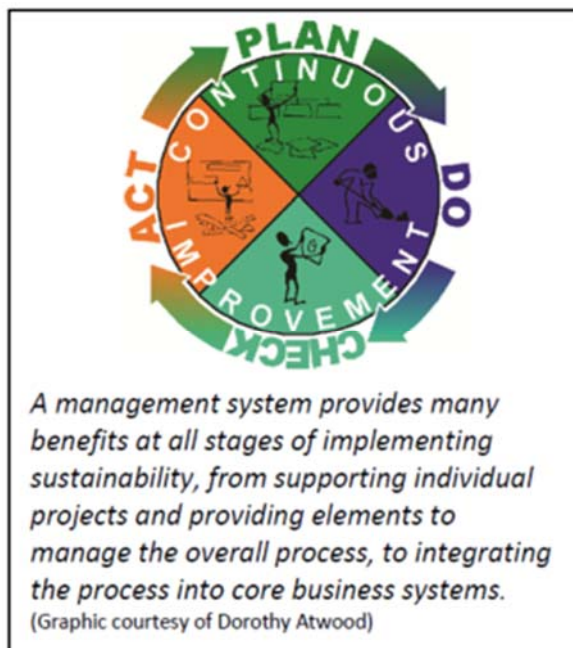 PLAN
CONTINUOUS
ACT
DO
IMPROVEMENT
CHECK
A management system provides many
benefits at all stages of implementing
sustainability, from supporting individual
projects and providing elements to
manage the overall process, to integrating
the process into core business systems.
(Graphic courtesy of Dorothy Atwood)